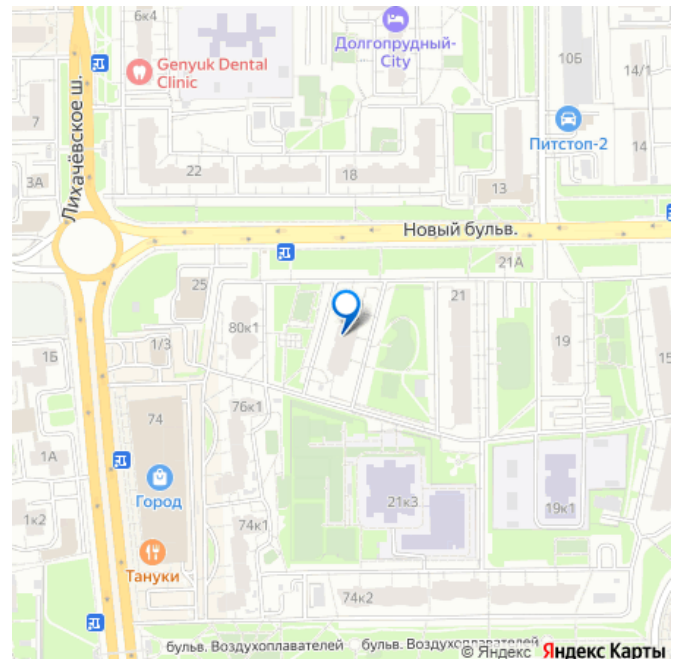 6к4
Долгопрудный-
City
Genyuk Dental
Clinic
10Б
14/1
7
Питстоп-2
14
22
18
3А
13
Лихачёвское ш.
Новый бульв.
21А
25
21
80к1
19
1/3
1Б
15
76к1
74
1А
Город
21к3
19к1
1к2
74к1
Тануки
74к2
бульв. Воздухоплавателей
бульв. Воздухоплавателей
© Яндекс Яндекс Карты